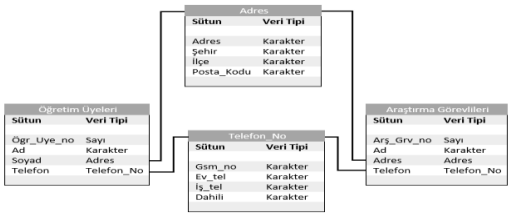 Adres
Sütun Veri Tipi
Adres Karakter
Şehir Karakter
İlçe Karakter
Posta_Kodu Karakter
Öğretim Üyeleri
Sütun Veri Tipi
Ögr_Uye_no Sayı
Ad Karakter
Soyad Adres
Telefon Telefon_No
Telefon_No
Sütun Veri Tipi
Gsm_no Karakter
Ev_tel Karakter
İş_tel Karakter
Dahili Karakter
Araştırma Görevlileri
Sütun Veri Tipi
Arş_Grv_no Sayı
Ad Karakter
Adres Adres
Telefon Telefon_No